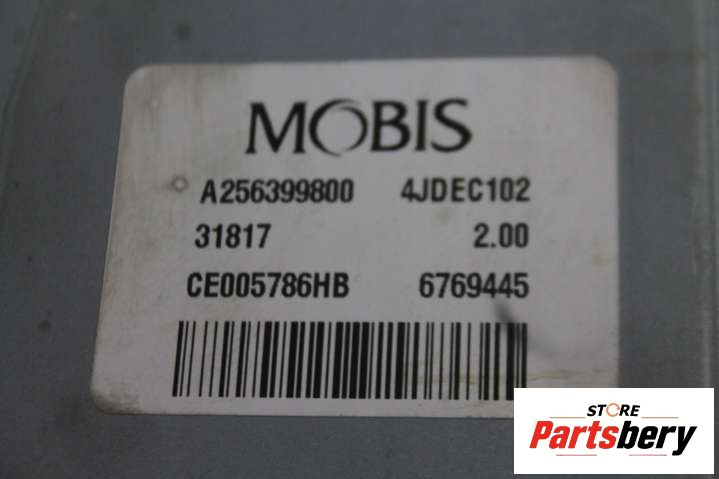 MOBIS
A256399800 4JDEC102
31817 2.00
CE005786HB 6769445
STORE
Partsbery